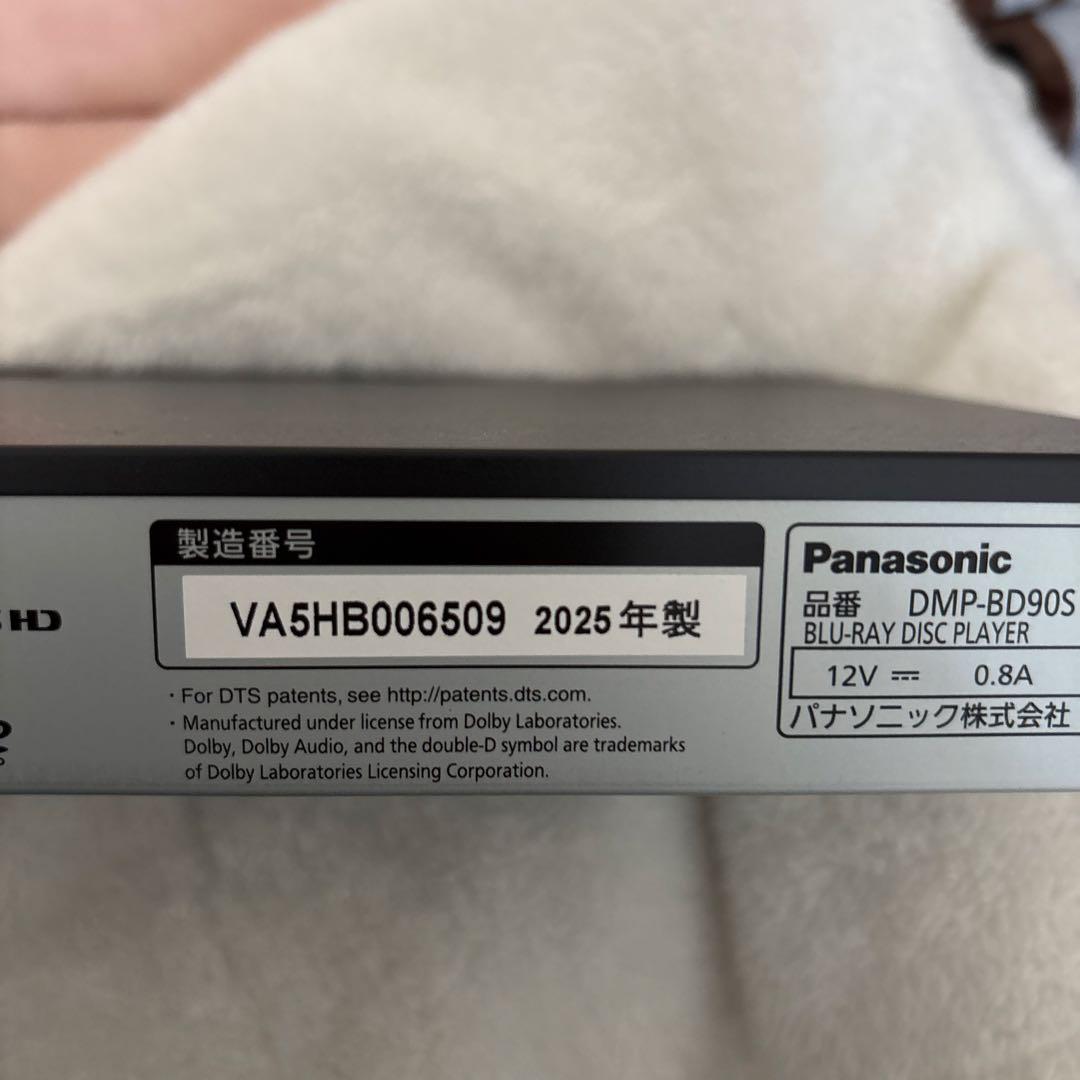 HD
製造番号
VA5HB006509 2025年製
・For DTS patents, see http://patents.dts.com.
・Manufactured under license from Dolby Laboratories.
Dolby, Dolby Audio, and the double-D symbol are trademarks
of Dolby Laboratories Licensing Corporation.
Panasonic
品番 DMP-BD90S
BLU-RAY DISC PLAYER
12V ⎓ 0.8A
パナソニック株式会社